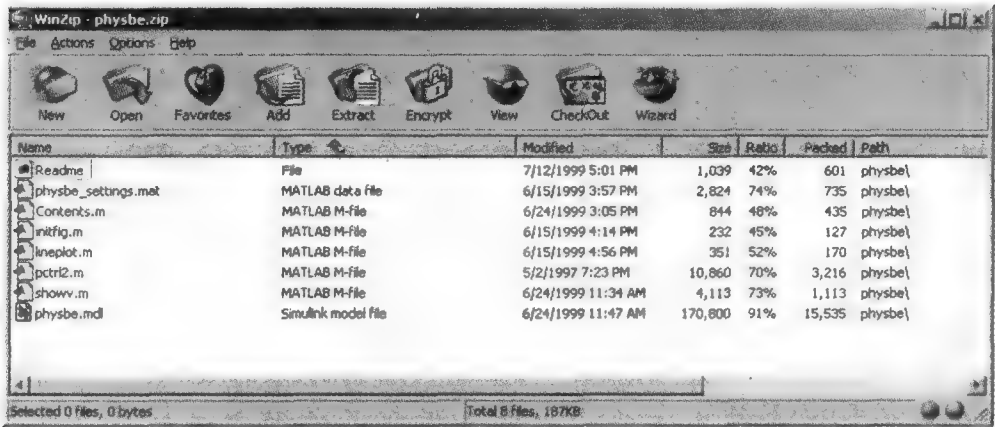 WinZip - physbe.zip
File Actions Options Help
New Open Favorites Add Extract Encrypt View CheckOut Wizard
Name Type Modified Size Ratio Packed Path
Readme File 7/12/1999 5:01 PM 1,039 42% 601 physbe\
physbe_settings.mat MATLAB data file 6/15/1999 3:57 PM 2,824 74% 735 physbe\
Contents.m MATLAB M-file 6/24/1999 3:05 PM 844 48% 435 physbe\
initfig.m MATLAB M-file 6/15/1999 4:14 PM 232 45% 127 physbe\
lineplot.m MATLAB M-file 6/15/1999 4:56 PM 351 52% 170 physbe\
pctrl2.m MATLAB M-file 5/2/1997 7:23 PM 10,860 70% 3,216 physbe\
showv.m MATLAB M-file 6/24/1999 11:34 AM 4,113 73% 1,113 physbe\
physbe.mdl Simulink model file 6/24/1999 11:47 AM 170,800 91% 15,535 physbe\
Selected 0 files, 0 bytes Total 8 files, 187KB